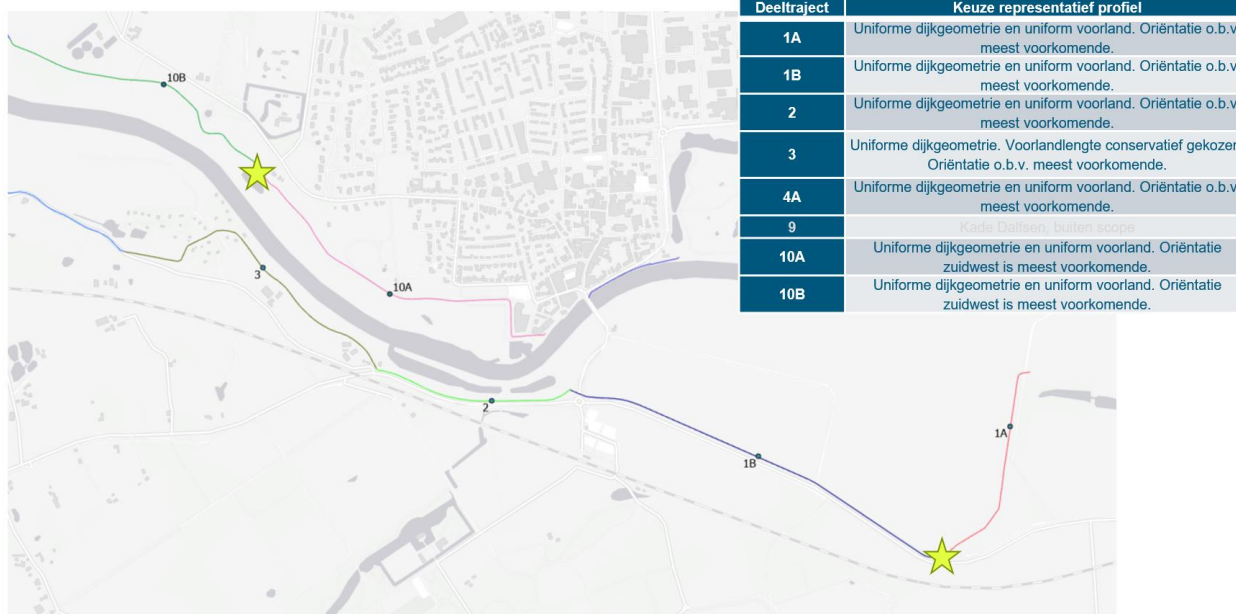 Deeltraject Keuze representatief profiel
1A Uniforme dijkgeometrie en uniform voorland. Oriëntatie o.b.v
meest voorkomende.
1B Uniforme dijkgeometrie en uniform voorland. Oriëntatie o.b.v
meest voorkomende.
2 Uniforme dijkgeometrie en uniform voorland. Oriëntatie o.b.v
meest voorkomende.
3 Uniforme dijkgeometrie. Voorlandlengte conservatief gekozen
Oriëntatie o.b.v. meest voorkomende.
4A Uniforme dijkgeometrie en uniform voorland. Oriëntatie o.b.v
meest voorkomende.
9 Kade Dalfsen, buiten scope
10A Uniforme dijkgeometrie en uniform voorland. Oriëntatie
zuidwest is meest voorkomende.
10B Uniforme dijkgeometrie en uniform voorland. Oriëntatie
zuidwest is meest voorkomende.
10B
3
10A
2
1B
1A